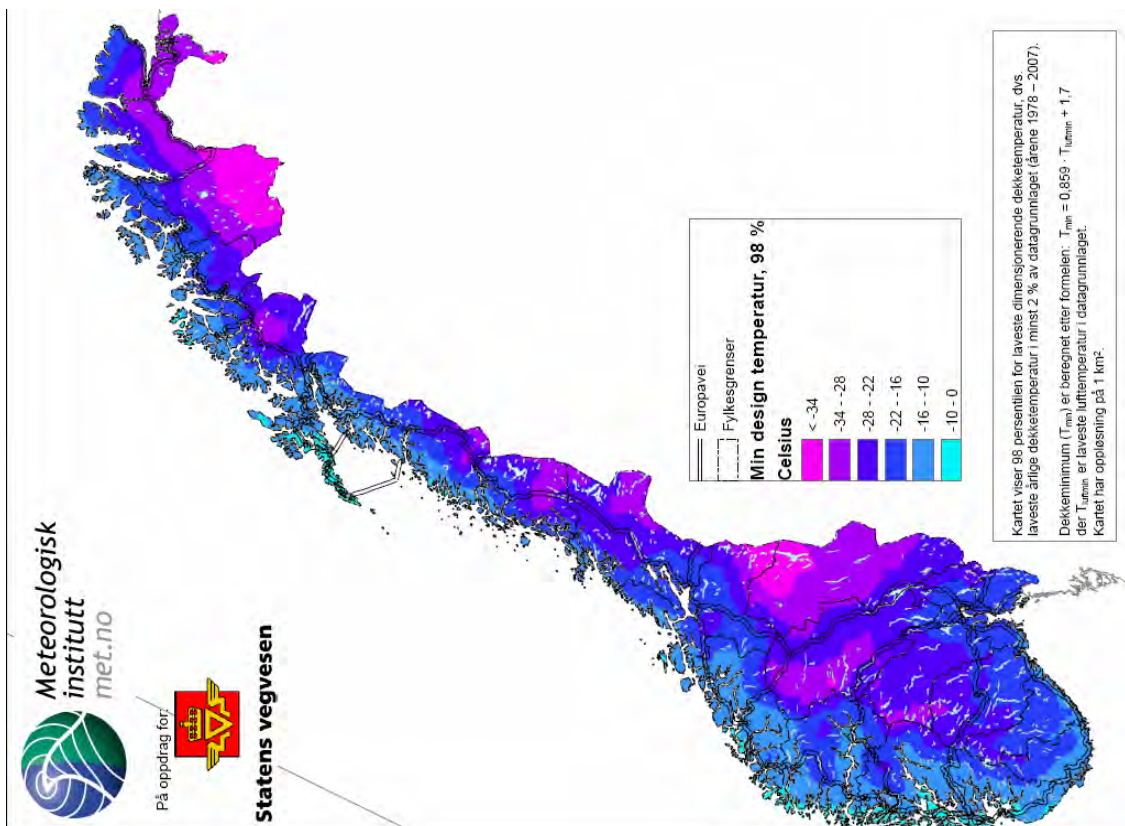 Meteorologisk
institutt
met.no
På oppdrag for:
Statens vegvesen
Europavei
Fylkesgrenser
Min design temperatur, 98 %
Celsius
< -34
-34 - -28
-28 - -22
-22 - -16
-16 - -10
-10 - 0
Kartet viser 98 persentilen for laveste dimensjonerende dekketemperatur, dvs.
laveste årlige dekketemperatur i minst 2 % av datagrunnlaget (årene 1978 – 2007).
Dekkeminimum (Tmin) er beregnet etter formelen: Tmin = 0,859 · Tluftmin + 1,7
der Tluftmin er laveste lufttemperatur i datagrunnlaget.
Kartet har oppløsning på 1 km².